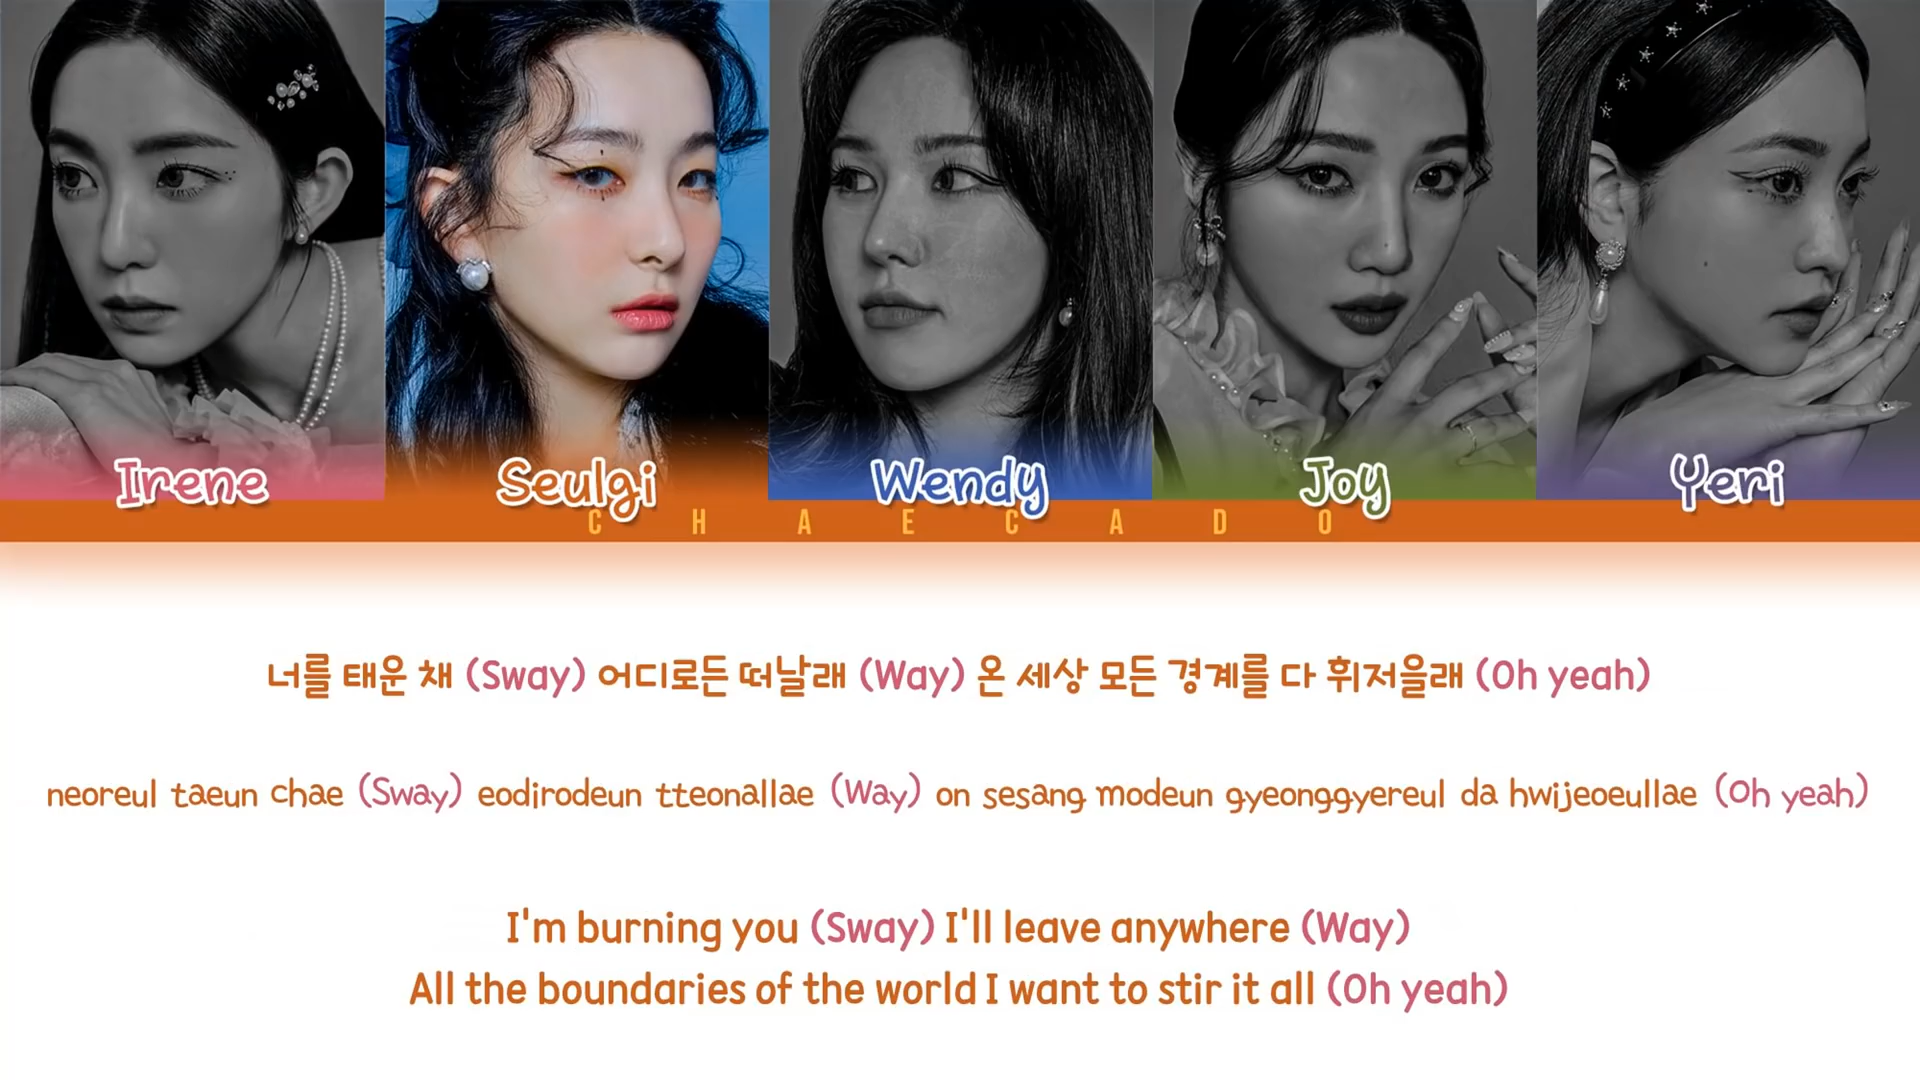 Irene Seulgi Wendy Joy Yeri
CHAECADO
너를 태운 채 (Sway) 어디로든 떠날래 (Way) 온 세상 모든 경계를 다 휘저을래 (Oh yeah)
neoreul taeun chae (Sway) eodirodeun tteonallae (Way) on sesang modeun gyeonggyereul da hwijeoeullae (Oh yeah)
I'm burning you (Sway) I'll leave anywhere (Way)
All the boundaries of the world I want to stir it all (Oh yeah)